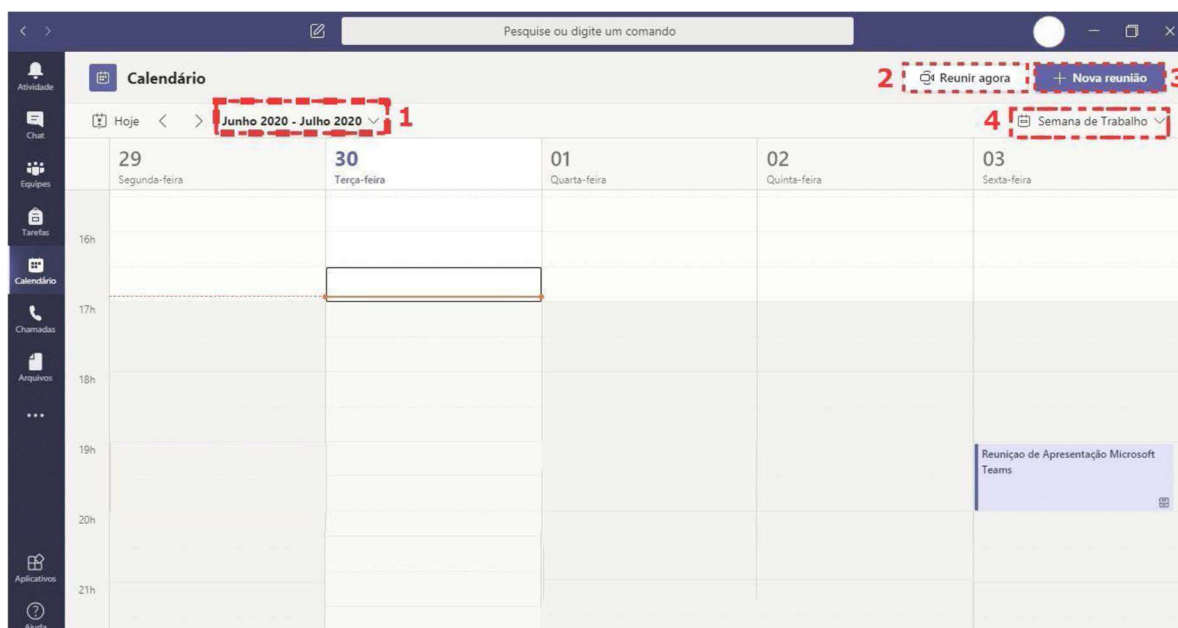 Pesquise ou digite um comando
Atividade
Chat
Equipes
Tarefas
Calendário
Chamadas
Arquivos
Aplicativos
Ajuda
Calendário
2
Reunir agora
+ Nova reunião
3
Hoje
Junho 2020 - Julho 2020
1
4
Semana de Trabalho
29
Segunda-feira
30
Terça-feira
01
Quarta-feira
02
Quinta-feira
03
Sexta-feira
16h
17h
18h
19h
20h
21h
Reuniçao de Apresentação Microsoft
Teams